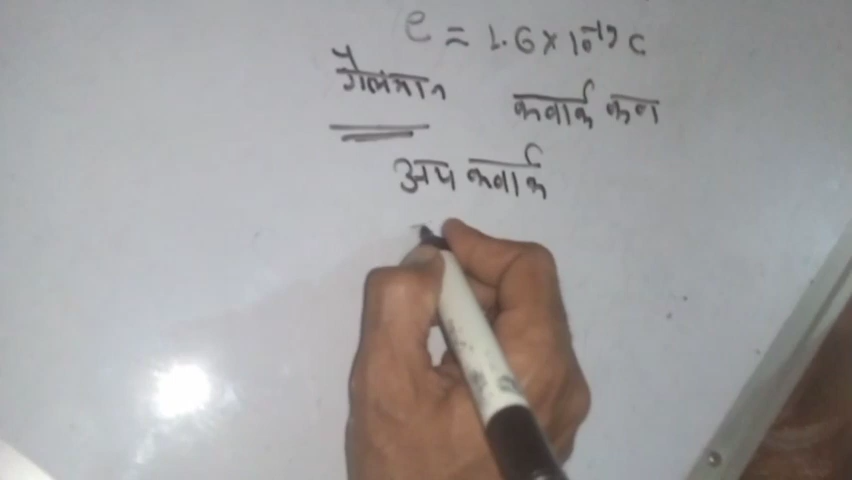 e = 1.6 × 10⁻¹⁹ C
गैलमान क्वार्क कण
अप क्वार्क